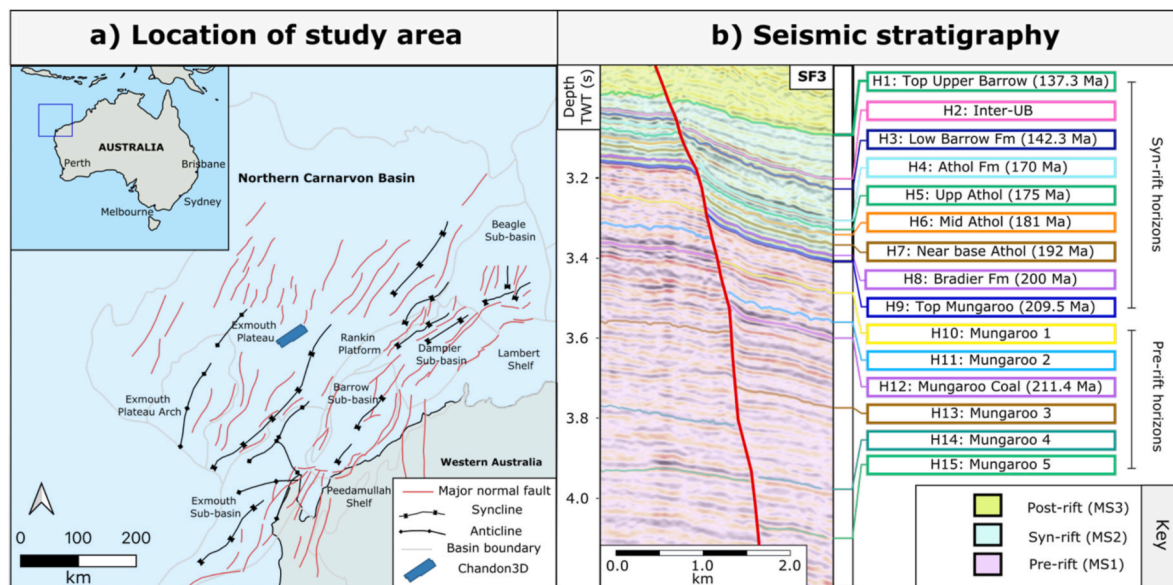 a) Location of study area
AUSTRALIA
Perth
Brisbane
Sydney
Melbourne
Northern Carnarvon Basin
Beagle
Sub-basin
Exmouth
Plateau
Rankin
Platform
Dampier
Sub-basin
Lambert
Shelf
Exmouth
Plateau Arch
Barrow
Sub-basin
Western Australia
Exmouth
Sub-basin
Peedamullah
Shelf
0 100 200
km
Major normal fault
Syncline
Anticline
Basin boundary
Chandon3D
b) Seismic stratigraphy
Depth
TWT (s)
SF3
3.2
3.4
3.6
3.8
4.0
0.0 1.0 2.0
km
H1: Top Upper Barrow (137.3 Ma)
H2: Inter-UB
H3: Low Barrow Fm (142.3 Ma)
H4: Athol Fm (170 Ma)
H5: Upp Athol (175 Ma)
H6: Mid Athol (181 Ma)
H7: Near base Athol (192 Ma)
H8: Bradier Fm (200 Ma)
H9: Top Mungaroo (209.5 Ma)
H10: Mungaroo 1
H11: Mungaroo 2
H12: Mungaroo Coal (211.4 Ma)
H13: Mungaroo 3
H14: Mungaroo 4
H15: Mungaroo 5
Syn-rift horizons
Pre-rift horizons
Post-rift (MS3)
Syn-rift (MS2)
Pre-rift (MS1)
Key